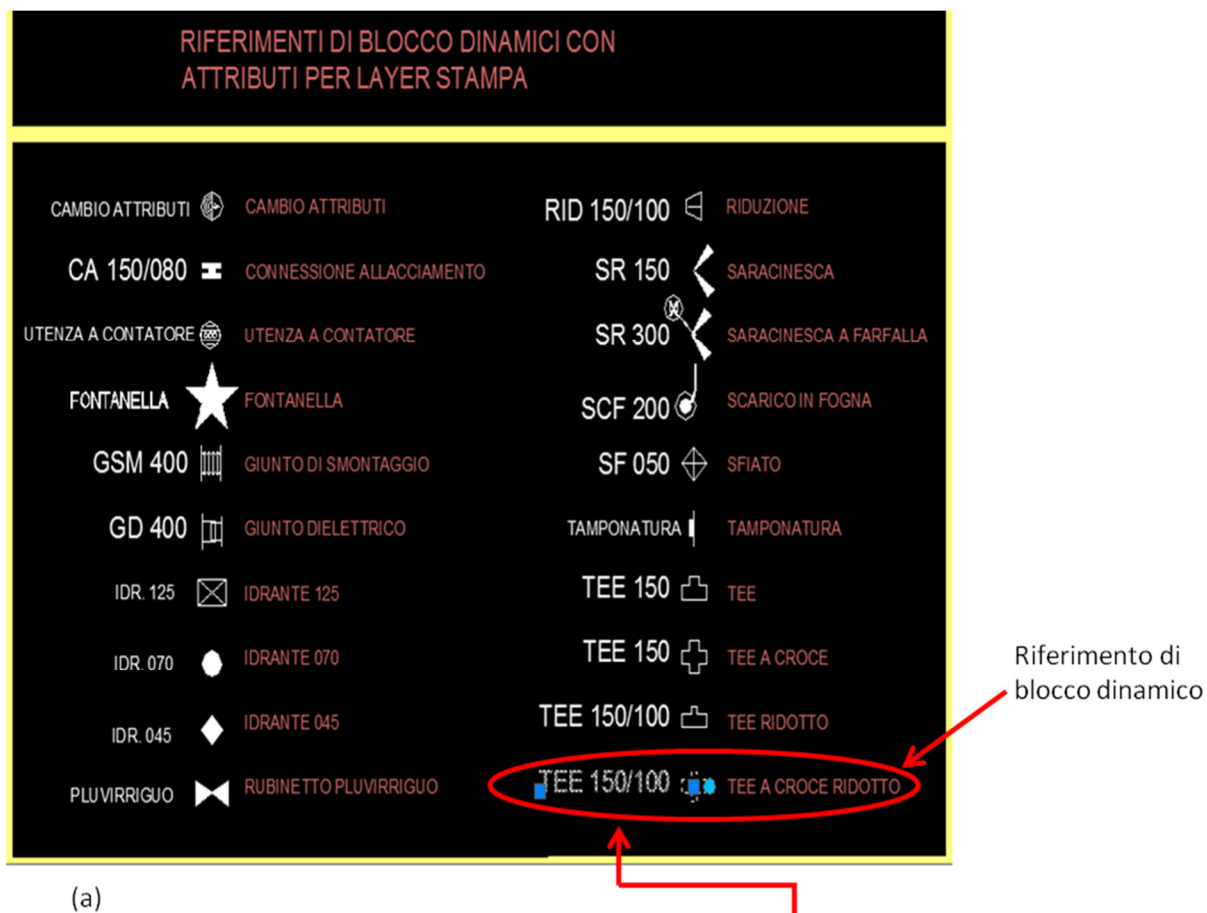 RIFERIMENTI DI BLOCCO DINAMICI CON
ATTRIBUTI PER LAYER STAMPA
CAMBIO ATTRIBUTI CAMBIO ATTRIBUTI
CA 150/080 CONNESSIONE ALLACCIAMENTO
UTENZA A CONTATORE UTENZA A CONTATORE
FONTANELLA FONTANELLA
GSM 400 GIUNTO DI SMONTAGGIO
GD 400 GIUNTO DIELETTRICO
IDR. 125 IDRANTE 125
IDR. 070 IDRANTE 070
IDR. 045 IDRANTE 045
PLUVIRRIGUO RUBINETTO PLUVIRRIGUO
RID 150/100 RIDUZIONE
SR 150 SARACINESCA
SR 300 SARACINESCA A FARFALLA
SCF 200 SCARICO IN FOGNA
SF 050 SFIATO
TAMPONATURA TAMPONATURA
TEE 150 TEE
TEE 150 TEE A CROCE
TEE 150/100 TEE RIDOTTO
TEE 150/100 TEE A CROCE RIDOTTO
Riferimento di
blocco dinamico
(a)